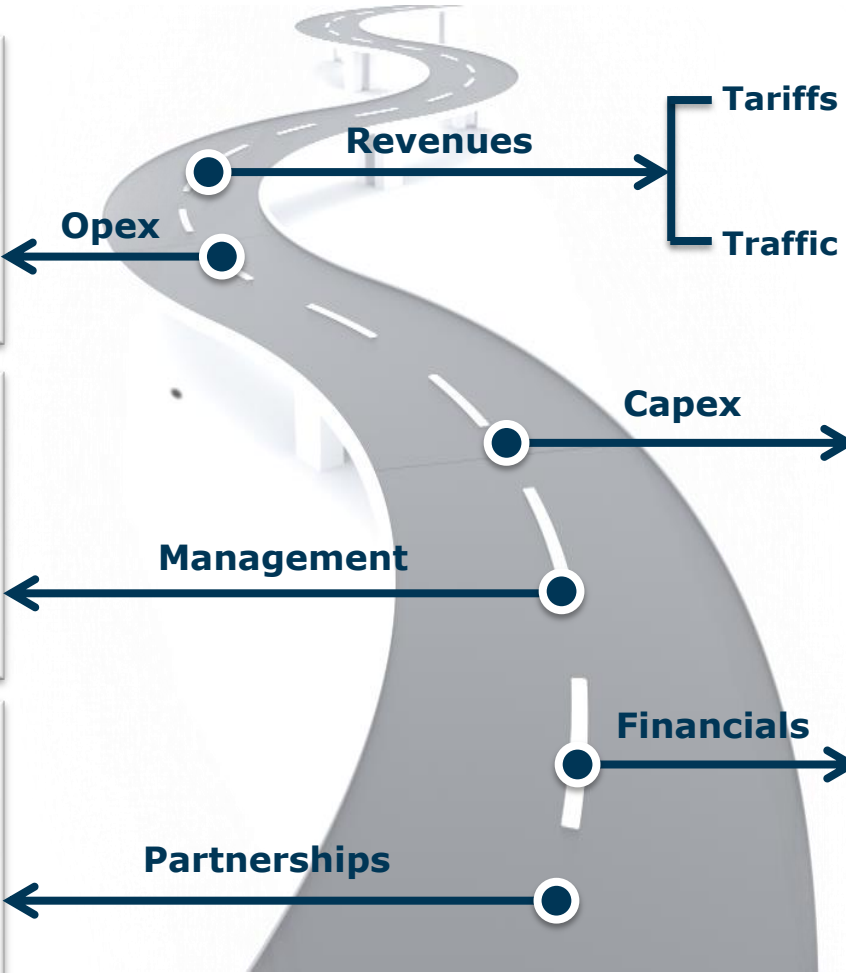 Tariffs
Revenues
Opex
Traffic
Capex
Management
Financials
Partnerships